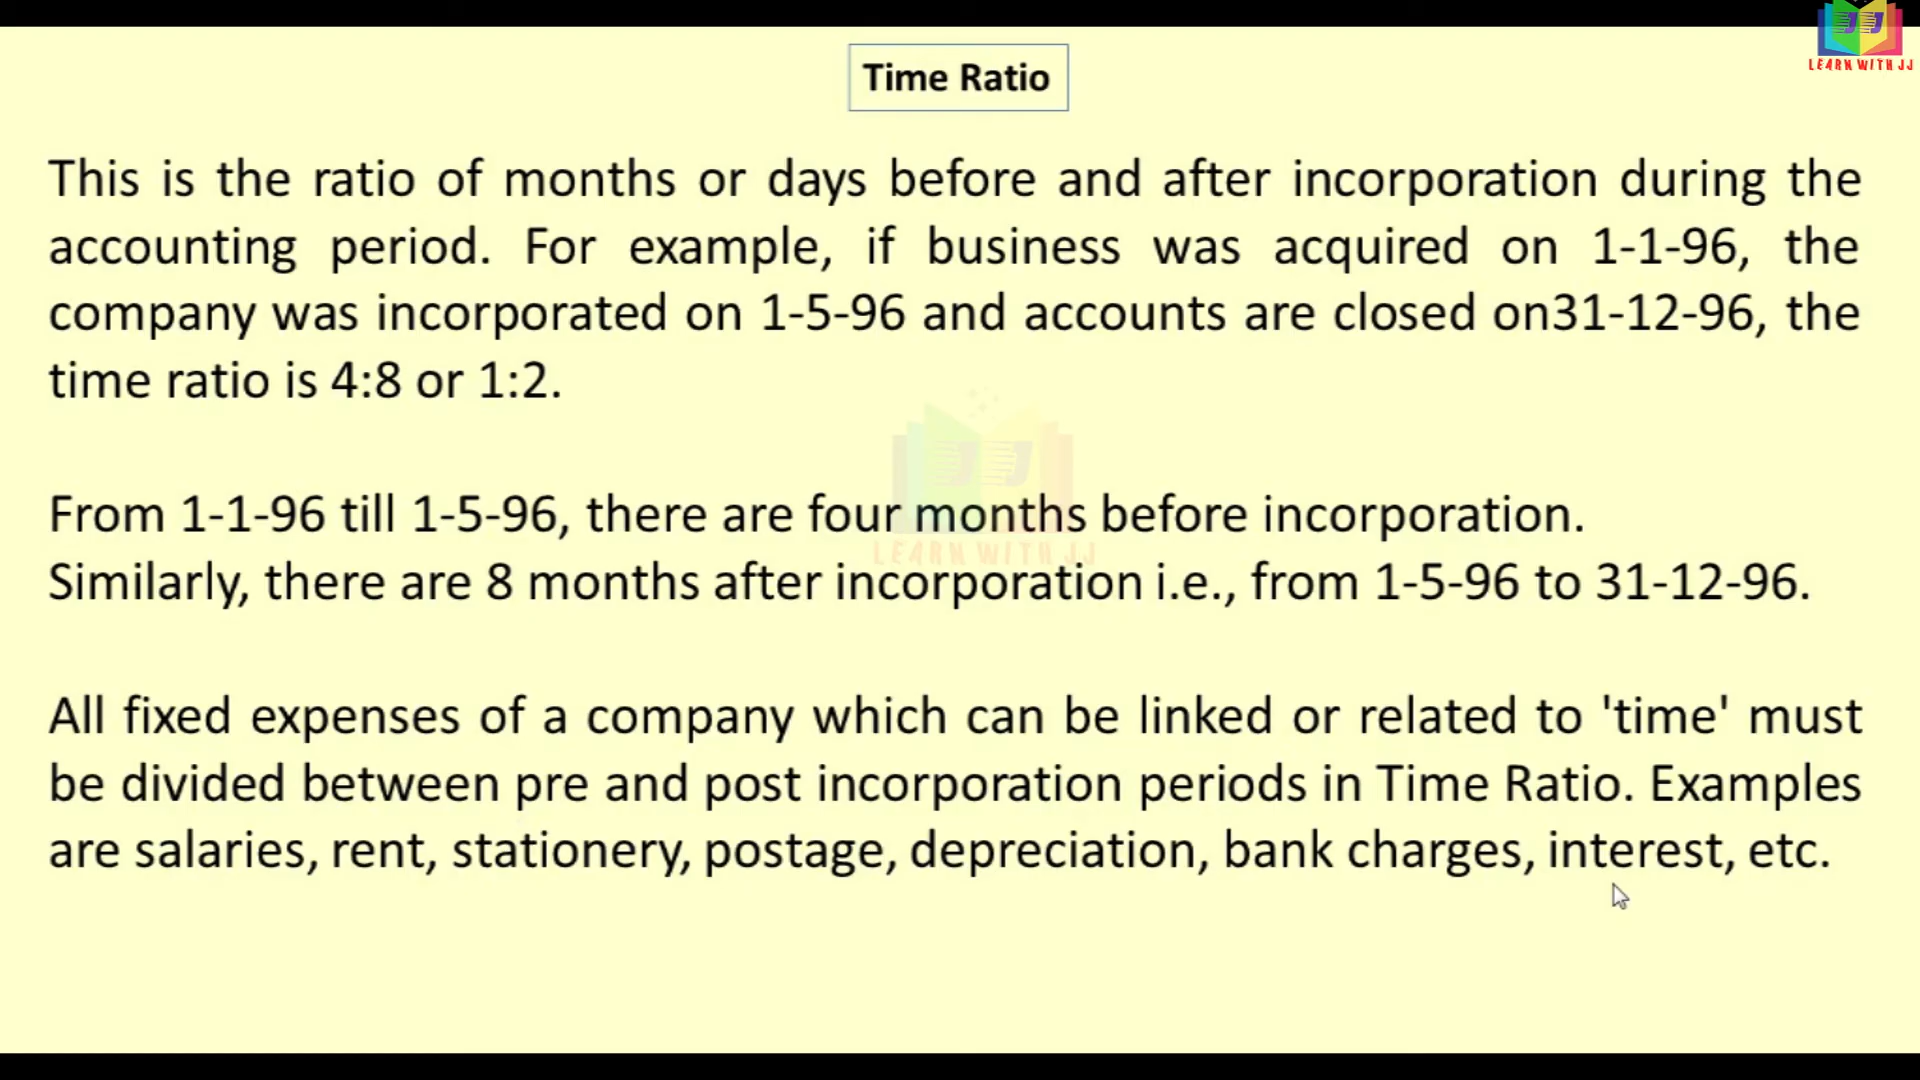 LEARN WITH JJ
Time Ratio
This is the ratio of months or days before and after incorporation during the
accounting period. For example, if business was acquired on 1-1-96, the
company was incorporated on 1-5-96 and accounts are closed on31-12-96, the
time ratio is 4:8 or 1:2.
From 1-1-96 till 1-5-96, there are four months before incorporation.
LEARN WITH JJ
Similarly, there are 8 months after incorporation i.e., from 1-5-96 to 31-12-96.
All fixed expenses of a company which can be linked or related to 'time' must
be divided between pre and post incorporation periods in Time Ratio. Examples
are salaries, rent, stationery, postage, depreciation, bank charges, interest, etc.